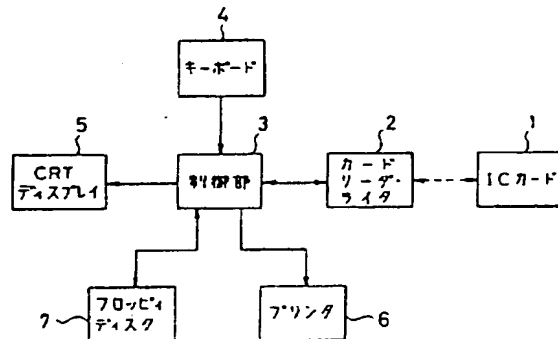 4
キーボード
5
CRT
ディスプレイ
3
制御部
2
カード
リーダ・
ライタ
1
ICカード
7
フロッピィ
ディスク
プリンタ
6